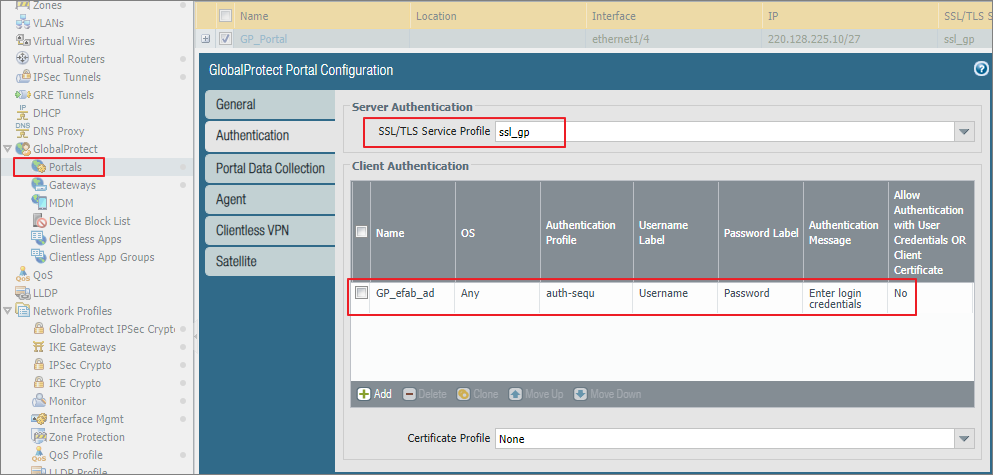 Zones
VLANs
Virtual Wires
Virtual Routers
IPSec Tunnels
GRE Tunnels
DHCP
DNS Proxy
GlobalProtect
Portals
Gateways
MDM
Device Block List
Clientless Apps
Clientless App Groups
QoS
LLDP
Network Profiles
GlobalProtect IPSec Crypto
IKE Gateways
IPSec Crypto
IKE Crypto
Monitor
Interface Mgmt
Zone Protection
QoS Profile
LLDP Profile
Name Location Interface IP SSL/TLS S
GP_Portal ethernet1/4 220.128.225.10/27 ssl_gp
GlobalProtect Portal Configuration
General
Authentication
Portal Data Collection
Agent
Clientless VPN
Satellite
Server Authentication
SSL/TLS Service Profile ssl_gp
Client Authentication
Name
OS
Authentication
Profile
Username
Label
Password Label
Authentication
Message
Allow
Authentication
with User
Credentials OR
Client
Certificate
GP_efab_ad Any auth-sequ Username Password Enter login No
credentials
Add Delete Clone Move Up Move Down
Certificate Profile None